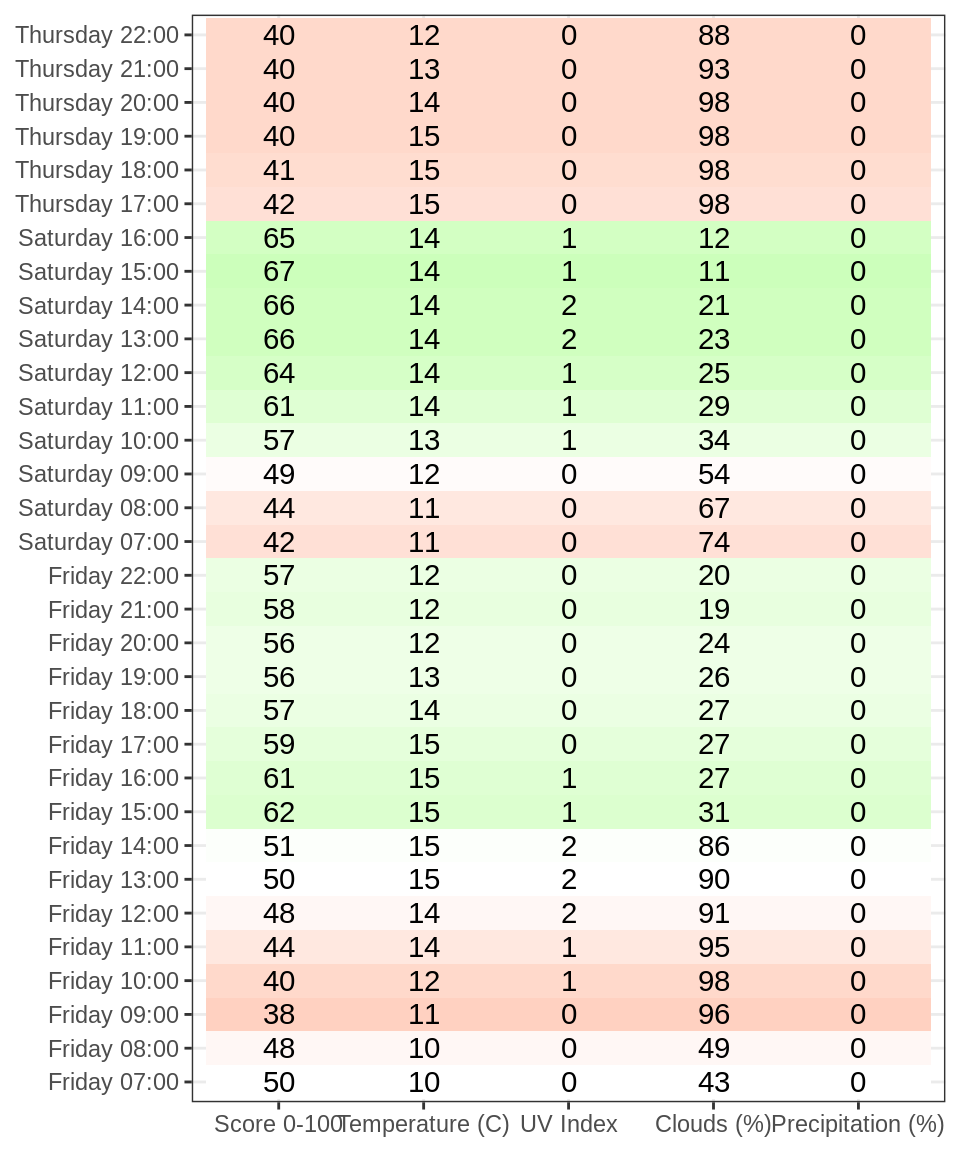 Thursday 22:00 40 12 0 88 0
Thursday 21:00 40 13 0 93 0
Thursday 20:00 40 14 0 98 0
Thursday 19:00 40 15 0 98 0
Thursday 18:00 41 15 0 98 0
Thursday 17:00 42 15 0 98 0
Saturday 16:00 65 14 1 12 0
Saturday 15:00 67 14 1 11 0
Saturday 14:00 66 14 2 21 0
Saturday 13:00 66 14 2 23 0
Saturday 12:00 64 14 1 25 0
Saturday 11:00 61 14 1 29 0
Saturday 10:00 57 13 1 34 0
Saturday 09:00 49 12 0 54 0
Saturday 08:00 44 11 0 67 0
Saturday 07:00 42 11 0 74 0
Friday 22:00 57 12 0 20 0
Friday 21:00 58 12 0 19 0
Friday 20:00 56 12 0 24 0
Friday 19:00 56 13 0 26 0
Friday 18:00 57 14 0 27 0
Friday 17:00 59 15 0 27 0
Friday 16:00 61 15 1 27 0
Friday 15:00 62 15 1 31 0
Friday 14:00 51 15 2 86 0
Friday 13:00 50 15 2 90 0
Friday 12:00 48 14 2 91 0
Friday 11:00 44 14 1 95 0
Friday 10:00 40 12 1 98 0
Friday 09:00 38 11 0 96 0
Friday 08:00 48 10 0 49 0
Friday 07:00 50 10 0 43 0
Score 0-100 Temperature (C) UV Index Clouds (%) Precipitation (%)